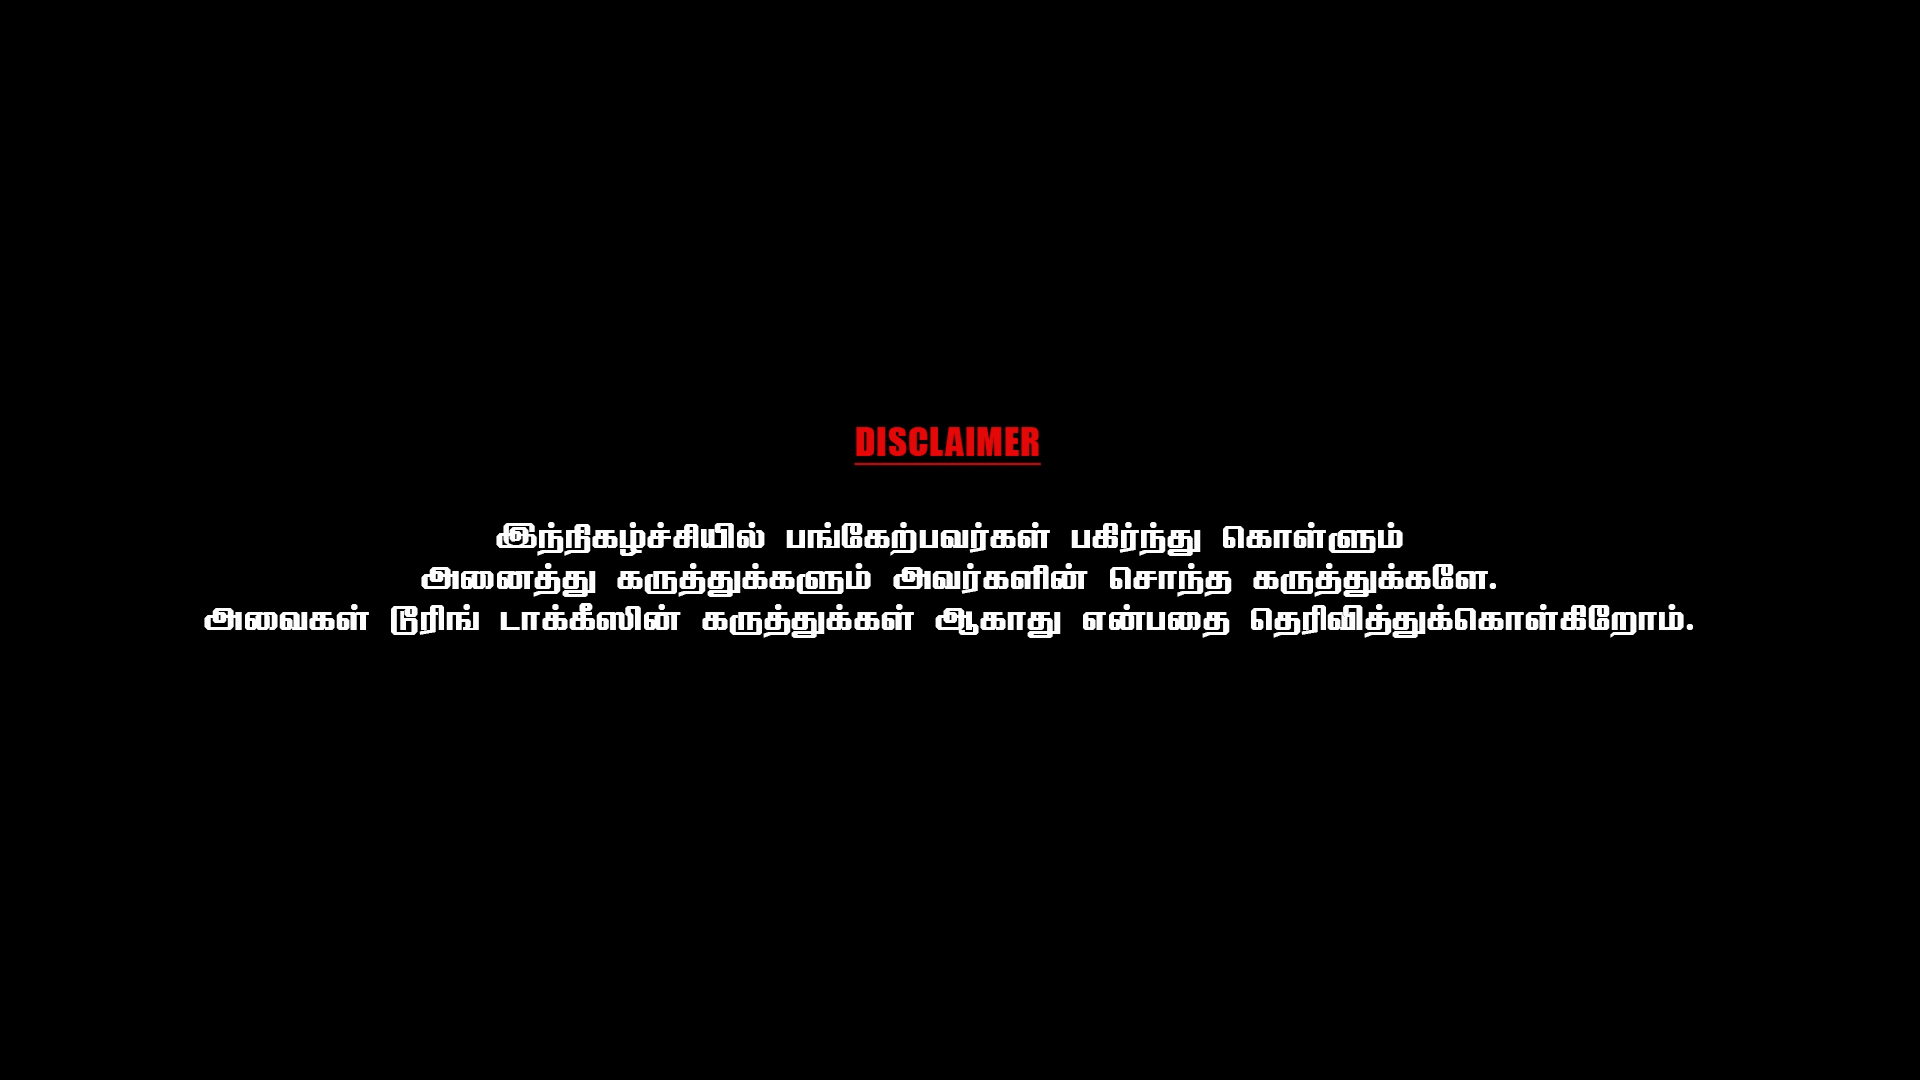 DISCLAIMER
இந்நிகழ்ச்சியில் பங்கேற்பவர்கள் பகிர்ந்து கொள்ளும்
அனைத்து கருத்துக்களும் அவர்களின் சொந்த கருத்துக்களே.
அவைகள் டூரிங் டாக்கீஸின் கருத்துக்கள் ஆகாது என்பதை தெரிவித்துக்கொள்கிறோம்.